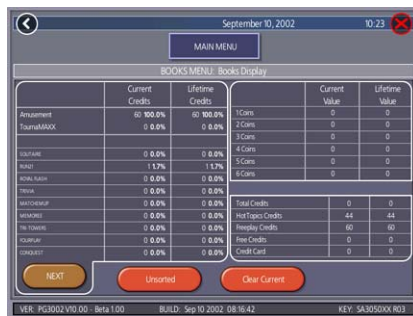 September 10, 2002 10:23
MAIN MENU
BOOKS MENU: Books Display
Current Credits Lifetime Credits
Amusement 60 100.0% 60 100.0%
TournaMAXX 0 0.0% 0 0.0%
SOLITAIRE 0 0.0% 0 0.0%
RUN21 1 1.7% 1 1.7%
ROYAL FLASH 0 0.0% 0 0.0%
TRIVIA 0 0.0% 0 0.0%
MATCHEMUP 0 0.0% 0 0.0%
MEMOREE 0 0.0% 0 0.0%
TRI-TOWERS 0 0.0% 0 0.0%
FOURPLAY 0 0.0% 0 0.0%
CONQUEST 0 0.0% 0 0.0%
Current Value Lifetime Value
1 Coins 0 0
2 Coins 0 0
3 Coins 0 0
4 Coins 0 0
5 Coins 0 0
6 Coins 0 0
Total Credits 0 0
HotTopics Credits 44 44
Freeplay Credits 60 60
Free Credits 0 0
Credit Card 0 0
NEXT
Unsorted
Clear Current
VER: PG3002 V10.00 - Beta 1.00 BUILD: Sep 10 2002 08:16:42 KEY: SA3050XX R03